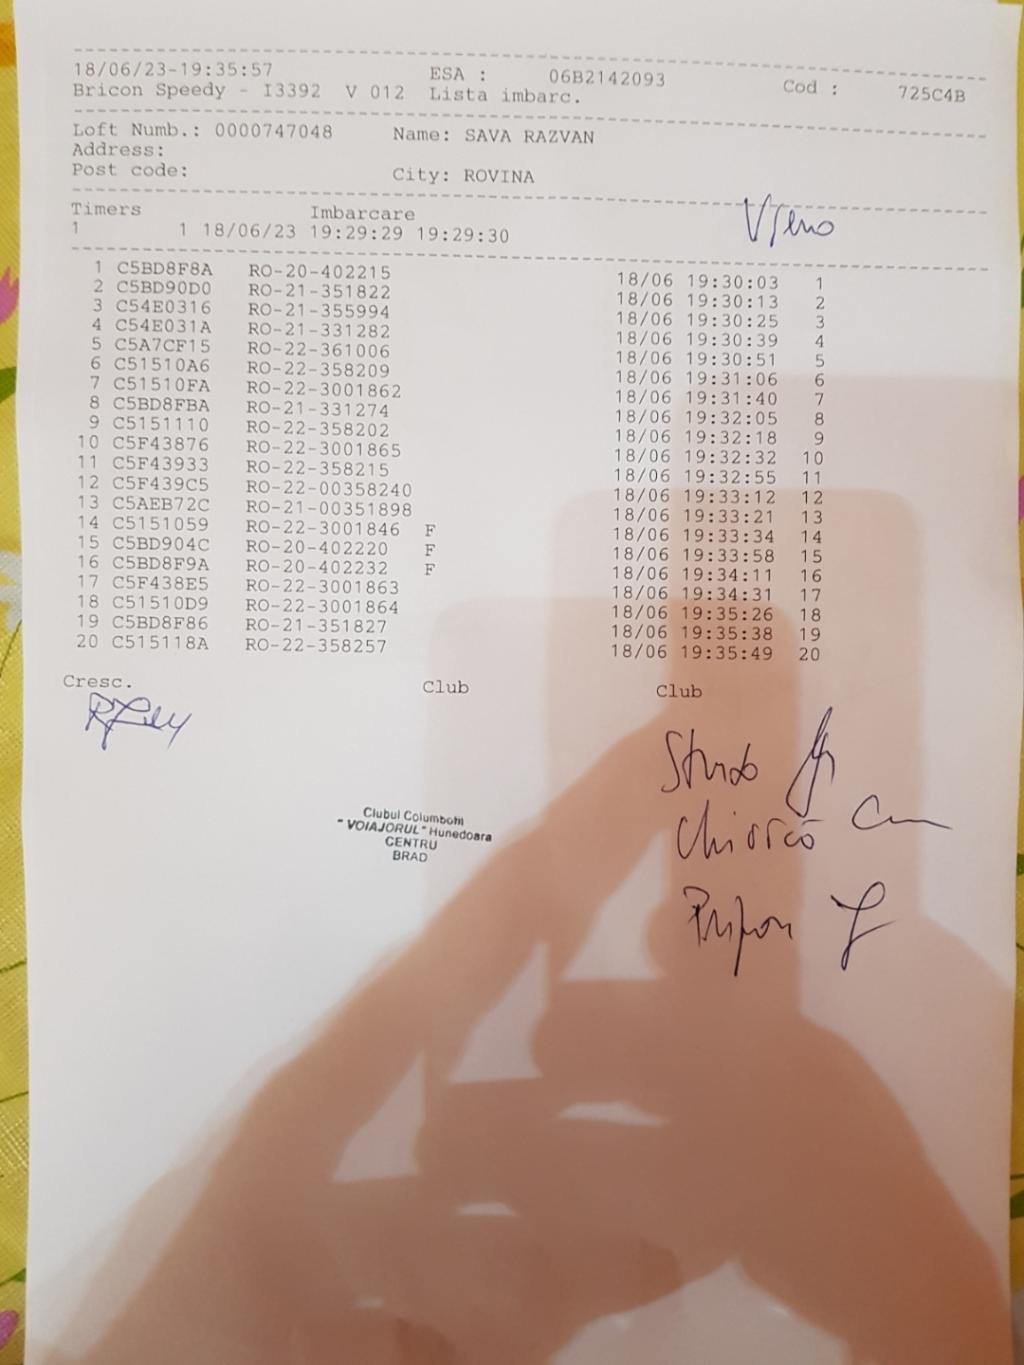 18/06/23-19:35:57 ESA : 06B2142093 Cod : 725C4B
Bricon Speedy - I3392 V 012 Lista imbarc.
Loft Numb.: 0000747048 Name: SAVA RAZVAN
Address:
Post code: City: ROVINA
Timers Imbarcare
1 1 18/06/23 19:29:29 19:29:30
1 C5BD8F8A RO-20-402215 18/06 19:30:03 1
2 C5BD90D0 RO-21-351822 18/06 19:30:13 2
3 C54E0316 RO-21-355994 18/06 19:30:25 3
4 C54E031A RO-21-331282 18/06 19:30:39 4
5 C5A7CF15 RO-22-361006 18/06 19:30:51 5
6 C51510A6 RO-22-358209 18/06 19:31:06 6
7 C51510FA RO-22-3001862 18/06 19:31:40 7
8 C5BD8FBA RO-21-331274 18/06 19:32:05 8
9 C5151110 RO-22-358202 18/06 19:32:18 9
10 C5F43876 RO-22-3001865 18/06 19:32:32 10
11 C5F43933 RO-22-358215 18/06 19:32:55 11
12 C5F439C5 RO-22-00358240 18/06 19:33:12 12
13 C5AEB72C RO-21-00351898 18/06 19:33:21 13
14 C5151059 RO-22-3001846 F 18/06 19:33:34 14
15 C5BD904C RO-20-402220 F 18/06 19:33:58 15
16 C5BD8F9A RO-20-402232 F 18/06 19:34:11 16
17 C5F438E5 RO-22-3001863 18/06 19:34:31 17
18 C51510D9 RO-22-3001864 18/06 19:35:26 18
19 C5BD8F86 RO-21-351827 18/06 19:35:38 19
20 C515118A RO-22-358257 18/06 19:35:49 20
Cresc. Club Club
Clubul Columbofil
"VOIAJORUL" Hunedoara
CENTRU
BRAD